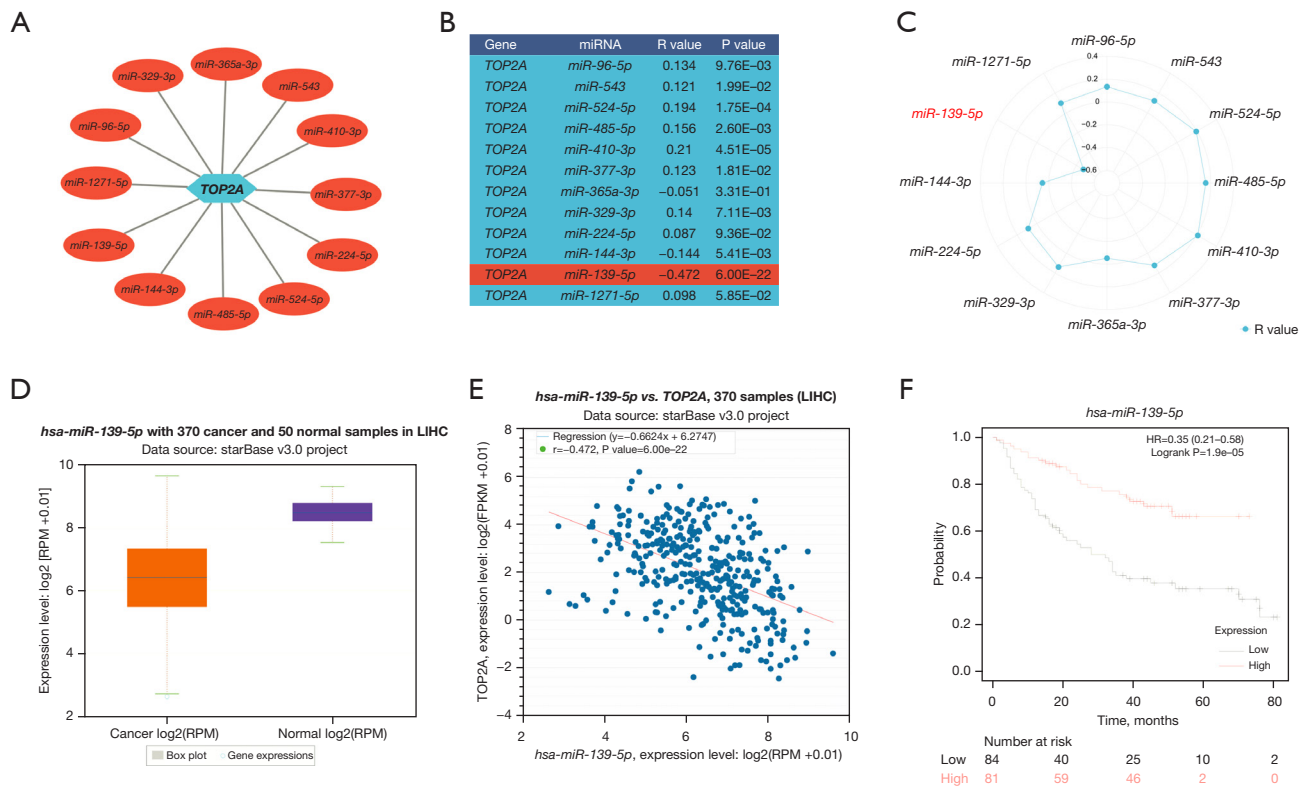 A
miR-365a-3p
miR-329-3p
miR-543
miR-96-5p
miR-410-3p
miR-1271-5p
TOP2A
miR-377-3p
miR-139-5p
miR-224-5p
miR-144-3p
miR-524-5p
miR-485-5p
B
Gene miRNA R value P value
TOP2A miR-96-5p 0.134 9.76E−03
TOP2A miR-543 0.121 1.99E−02
TOP2A miR-524-5p 0.194 1.75E−04
TOP2A miR-485-5p 0.156 2.60E−03
TOP2A miR-410-3p 0.21 4.51E−05
TOP2A miR-377-3p 0.123 1.81E−02
TOP2A miR-365a-3p −0.051 3.31E−01
TOP2A miR-329-3p 0.14 7.11E−03
TOP2A miR-224-5p 0.087 9.36E−02
TOP2A miR-144-3p −0.144 5.41E−03
TOP2A miR-139-5p −0.472 6.00E−22
TOP2A miR-1271-5p 0.098 5.85E−02
C
miR-96-5p
miR-1271-5p
miR-543
miR-139-5p
miR-524-5p
miR-144-3p
miR-485-5p
miR-224-5p
miR-410-3p
miR-329-3p
miR-377-3p
miR-365a-3p
0.4
0.2
0
−0.2
−0.4
−0.6
R value
D
hsa-miR-139-5p with 370 cancer and 50 normal samples in LIHC
Data source: starBase v3.0 project
Expression level: log2 [RPM +0.01]
10
8
6
4
2
Cancer log2(RPM) Normal log2(RPM)
Box plot Gene expressions
E
hsa-miR-139-5p vs. TOP2A, 370 samples (LIHC)
Data source: starBase v3.0 project
Regression (y=−0.6624x + 6.2747)
r=−0.472, P value=6.00e−22
TOP2A, expression level: log2(FPKM +0.01)
8
6
4
2
0
−2
−4
2 4 6 8 10
hsa-miR-139-5p, expression level: log2(RPM +0.01)
F
hsa-miR-139-5p
HR=0.35 (0.21–0.58)
Logrank P=1.9e−05
Probability
1.0
0.8
0.6
0.4
0.2
0.0
Expression
Low
High
0 20 40 60 80
Time, months
Number at risk
Low 84 40 25 10 2
High 81 59 46 2 0